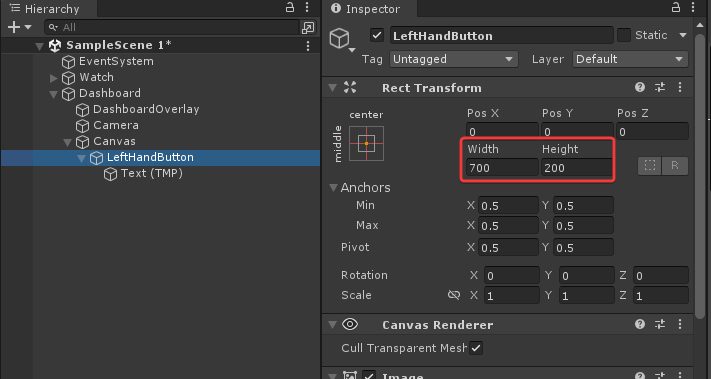 Hierarchy
All
SampleScene 1*
EventSystem
Watch
Dashboard
DashboardOverlay
Camera
Canvas
LeftHandButton
Text (TMP)
Inspector
LeftHandButton
Static
Tag Untagged Layer Default
Rect Transform
center
middle
Pos X Pos Y Pos Z
0 0 0
Width Height
700 200
R
Anchors
Min X 0.5 Y 0.5
Max X 0.5 Y 0.5
Pivot X 0.5 Y 0.5
Rotation X 0 Y 0 Z 0
Scale X 1 Y 1 Z 1
Canvas Renderer
Cull Transparent Mesh
Image